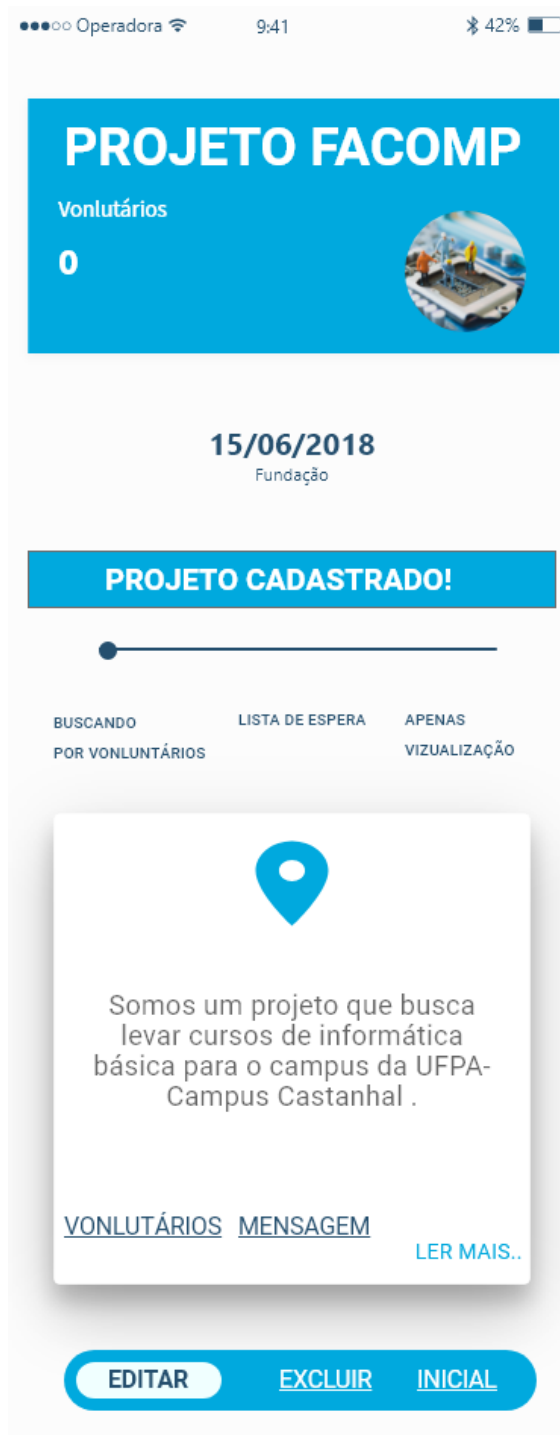 Operadora 9:41 42%
PROJETO FACOMP
Vonlutários
0
15/06/2018
Fundação
PROJETO CADASTRADO!
BUSCANDO
POR VONLUNTÁRIOS
LISTA DE ESPERA
APENAS
VIZUALIZAÇÃO
Somos um projeto que busca
levar cursos de informática
básica para o campus da UFPA-
Campus Castanhal .
VONLUTÁRIOS MENSAGEM
LER MAIS..
EDITAR EXCLUIR INICIAL